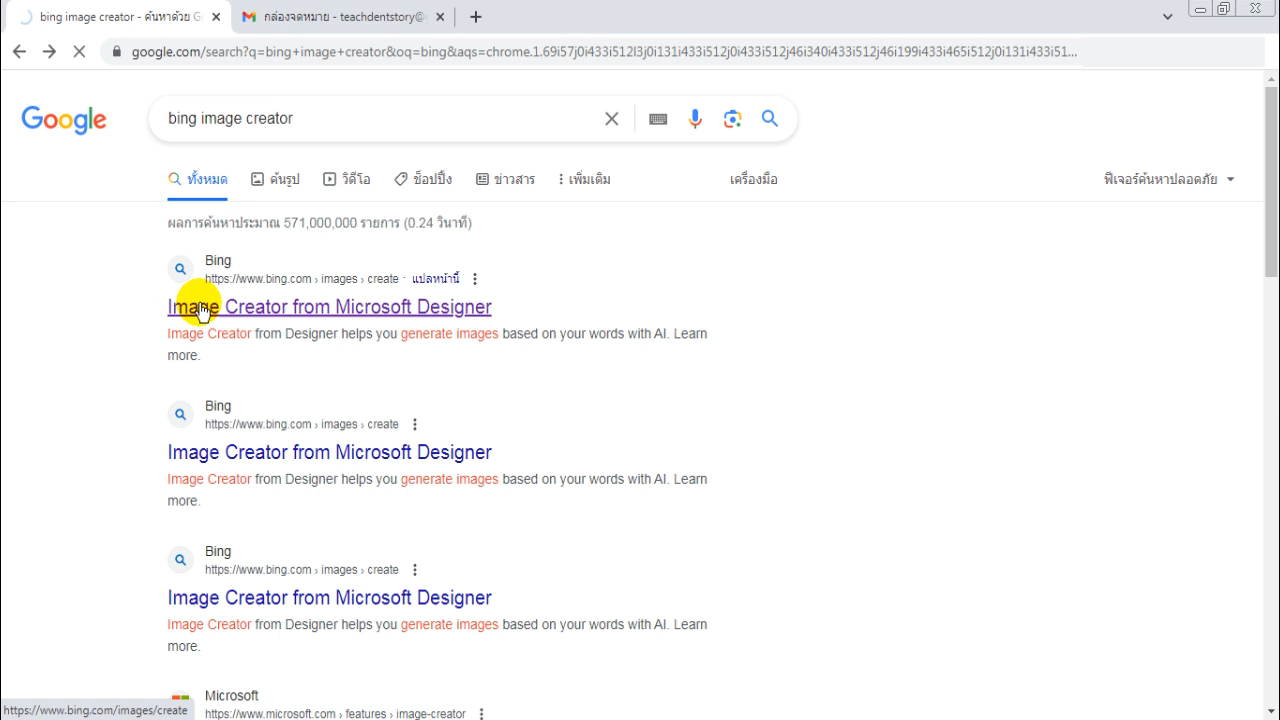 bing image creator - ค้นหาด้วย G
กล่องจดหมาย - teachdentstory@
google.com/search?q=bing+image+creator&oq=bing&aqs=chrome.1.69i57j0i433i512l3j0i131i433i512j0i433i512j46i340i433i512j46i199i433i465i512j0i131i433i51...
Google
bing image creator
ทั้งหมด ค้นรูป วิดีโอ ช็อปปิ้ง ข่าวสาร เพิ่มเติม เครื่องมือ ฟีเจอร์ค้นหาปลอดภัย
ผลการค้นหาประมาณ 571,000,000 รายการ (0.24 วินาที)
Bing
https://www.bing.com › images › create · แปลหน้านี้
Image Creator from Microsoft Designer
Image Creator from Designer helps you generate images based on your words with AI. Learn
more.
Bing
https://www.bing.com › images › create
Image Creator from Microsoft Designer
Image Creator from Designer helps you generate images based on your words with AI. Learn
more.
Bing
https://www.bing.com › images › create
Image Creator from Microsoft Designer
Image Creator from Designer helps you generate images based on your words with AI. Learn
more.
Microsoft
https://www.microsoft.com › features › image-creator
https://www.bing.com/images/create